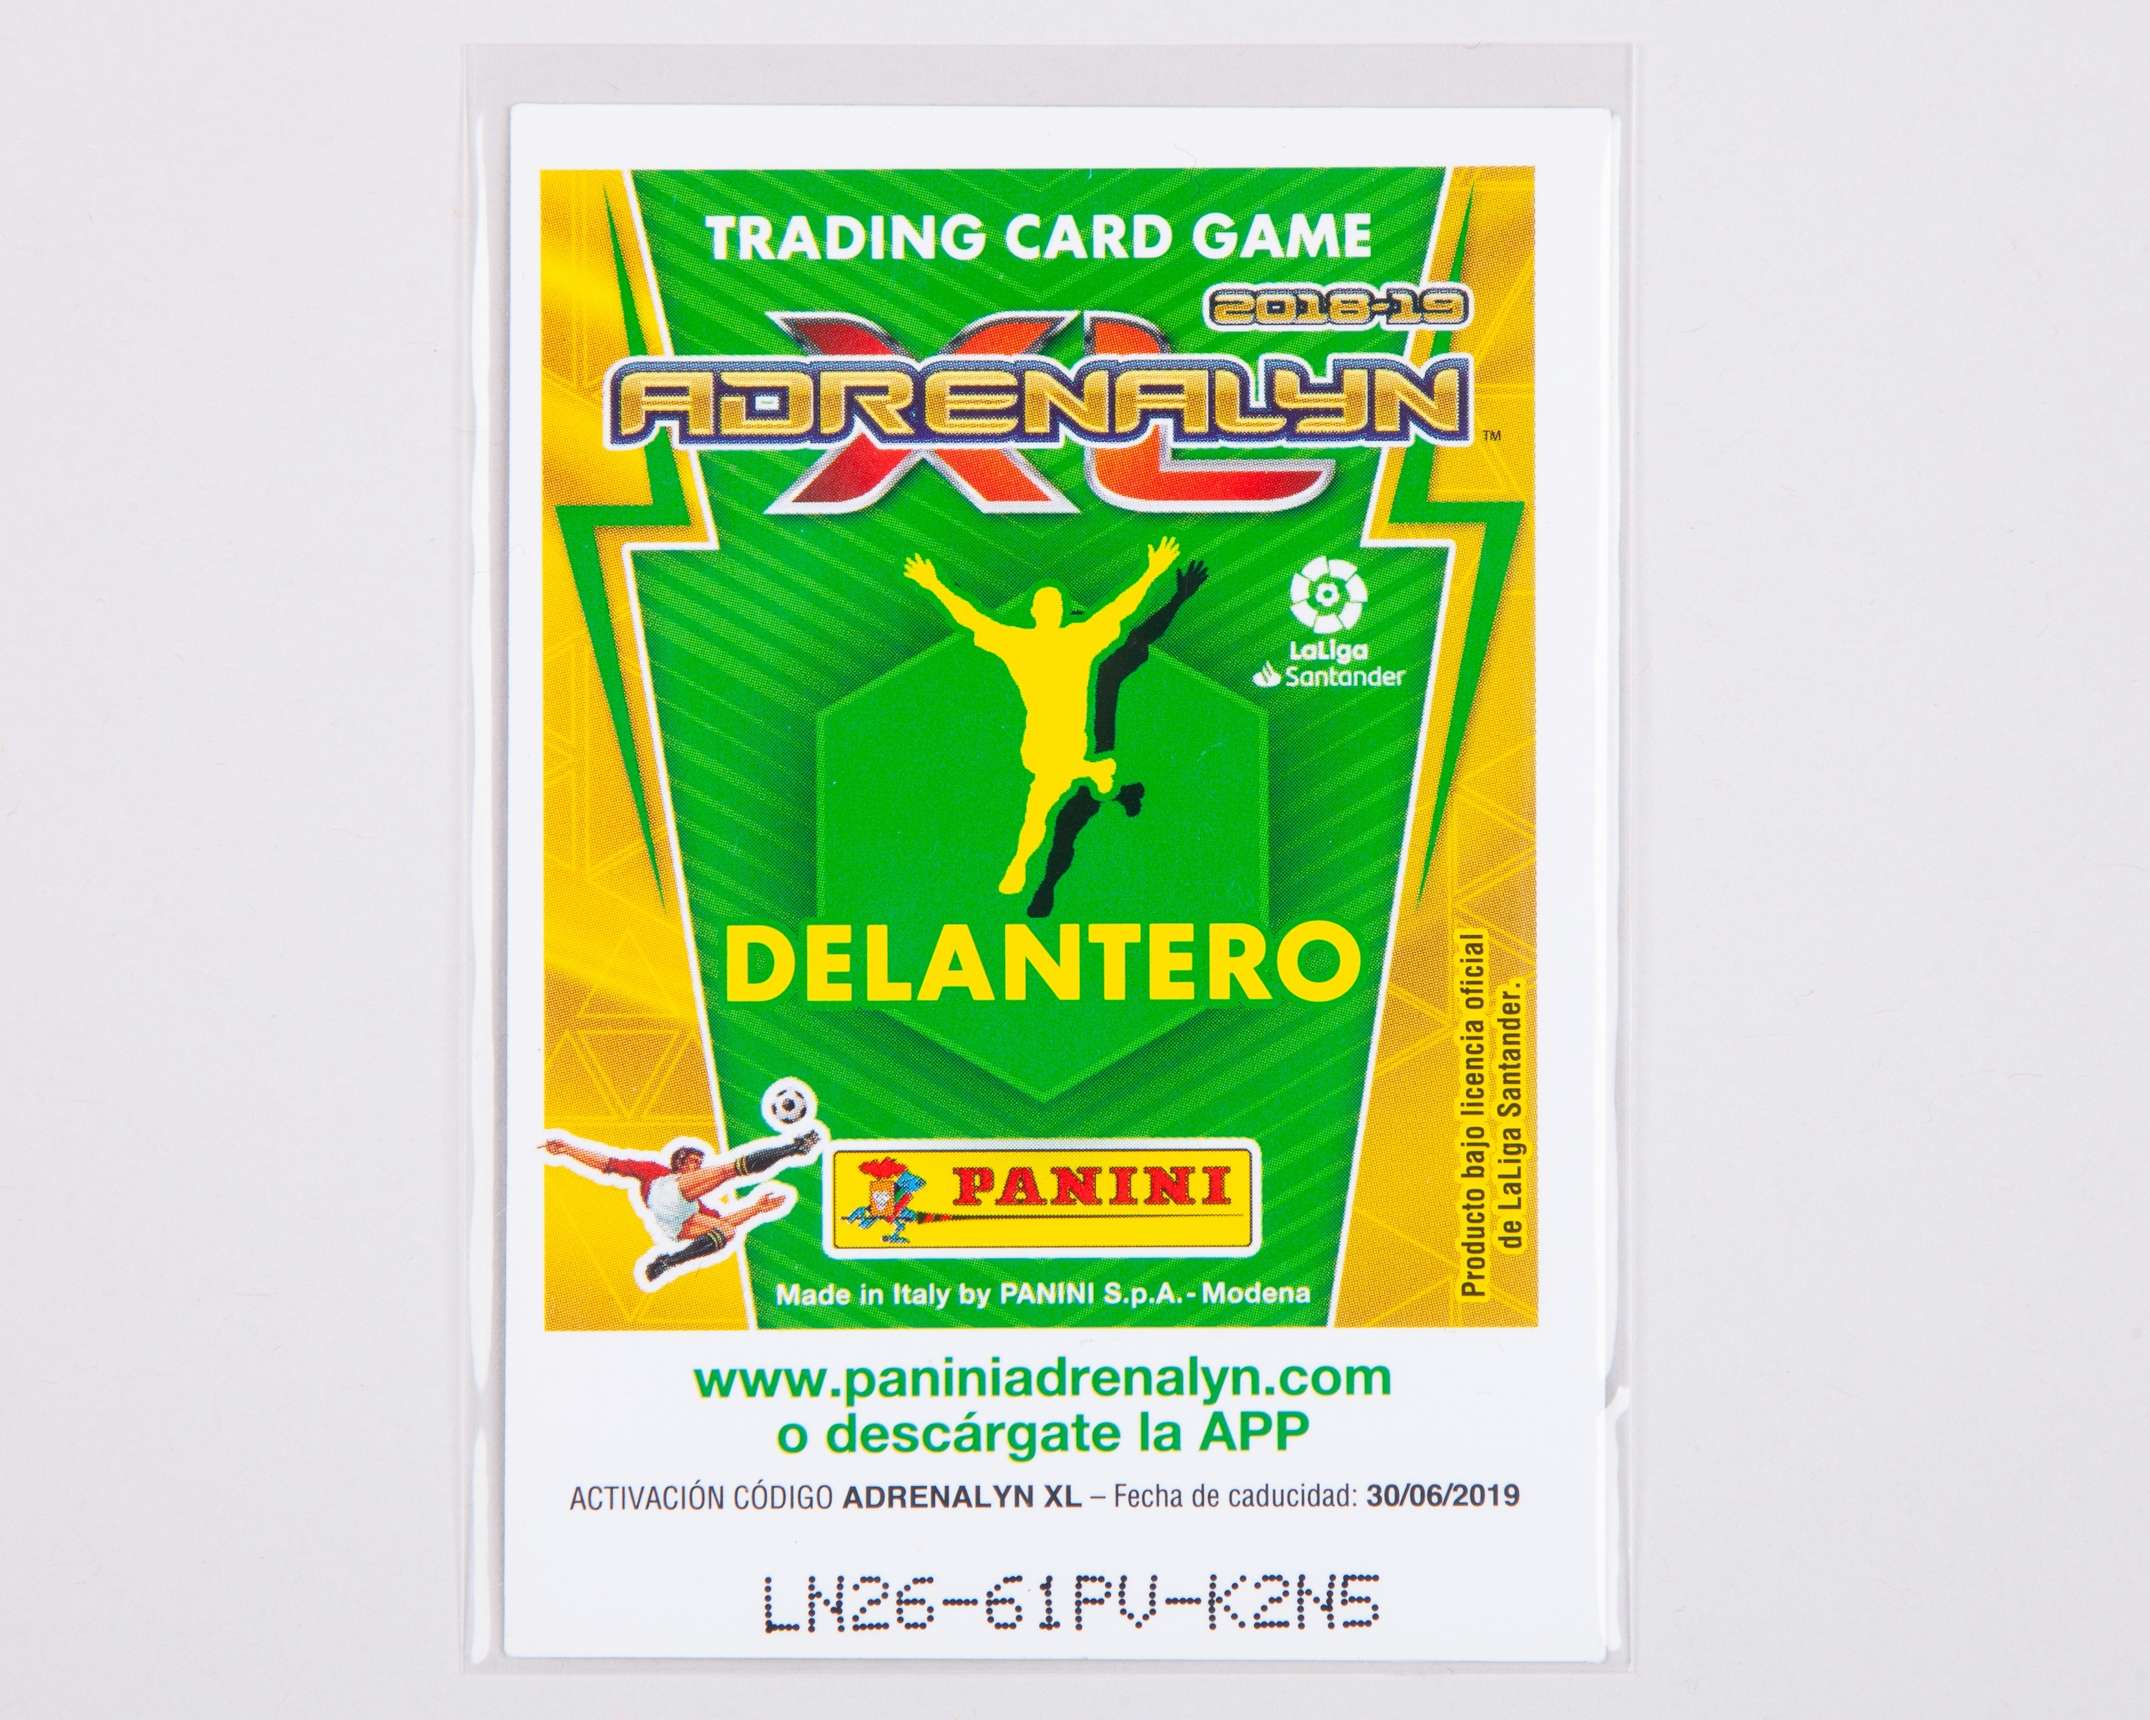 TRADING CARD GAME
2018-19
XL
ADRENALYN TM
LaLiga
Santander
DELANTERO
Producto bajo licencia oficial
de LaLiga Santander.
PANINI
Made in Italy by PANINI S.p.A. - Modena
www.paniniadrenalyn.com
o descárgate la APP
ACTIVACIÓN CÓDIGO ADRENALYN XL – Fecha de caducidad: 30/06/2019
LN26-61PV-K2N5